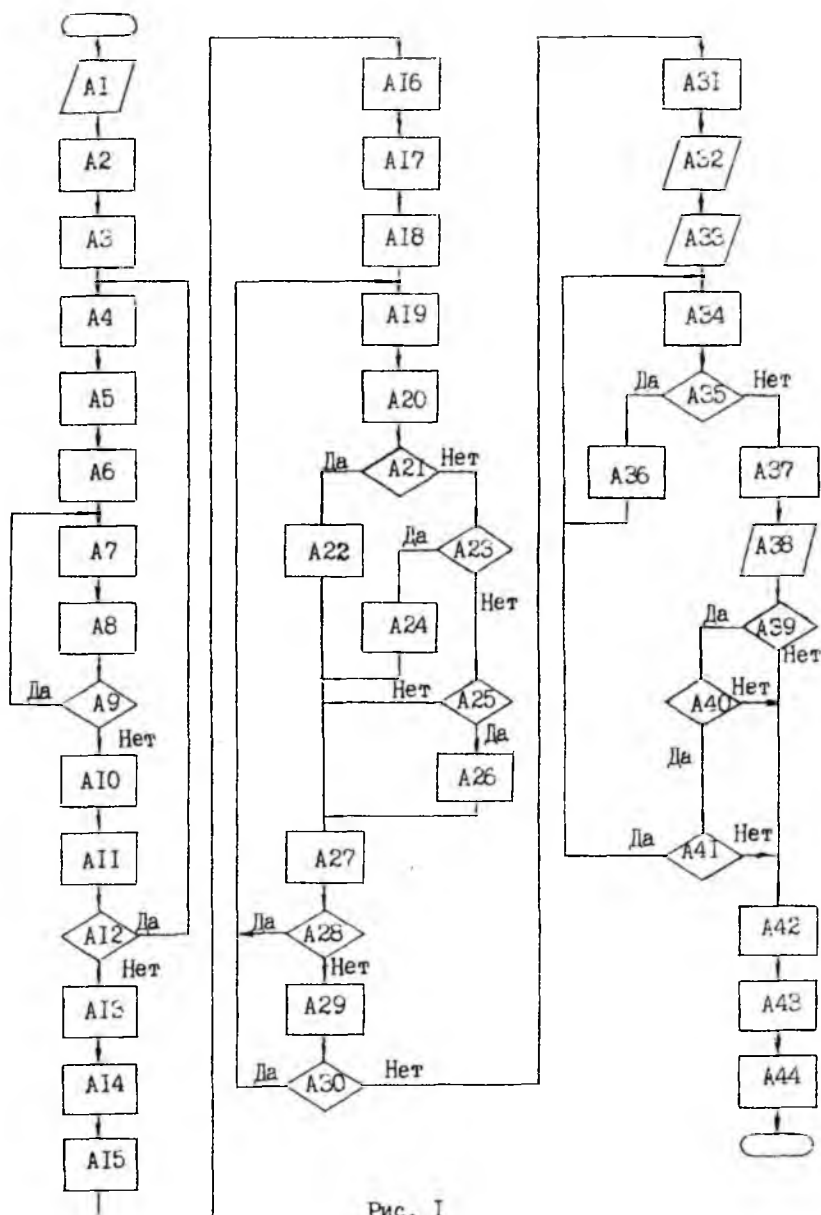 A1
A2
A3
A4
A5
A6
A7
A8
Да
A9
Нет
A10
A11
A12
Да
Нет
A13
A14
A15
A16
A17
A18
A19
A20
Да
A21
Нет
A22
Да
A23
Нет
A24
Нет
A25
Да
A26
A27
Да
A28
Нет
A29
Да
A30
Нет
A31
A32
A33
A34
Да
A35
Нет
A36
A37
A38
Да
A39
Нет
A40
Нет
Да
Да
A41
Нет
A42
A43
A44
Рис. I